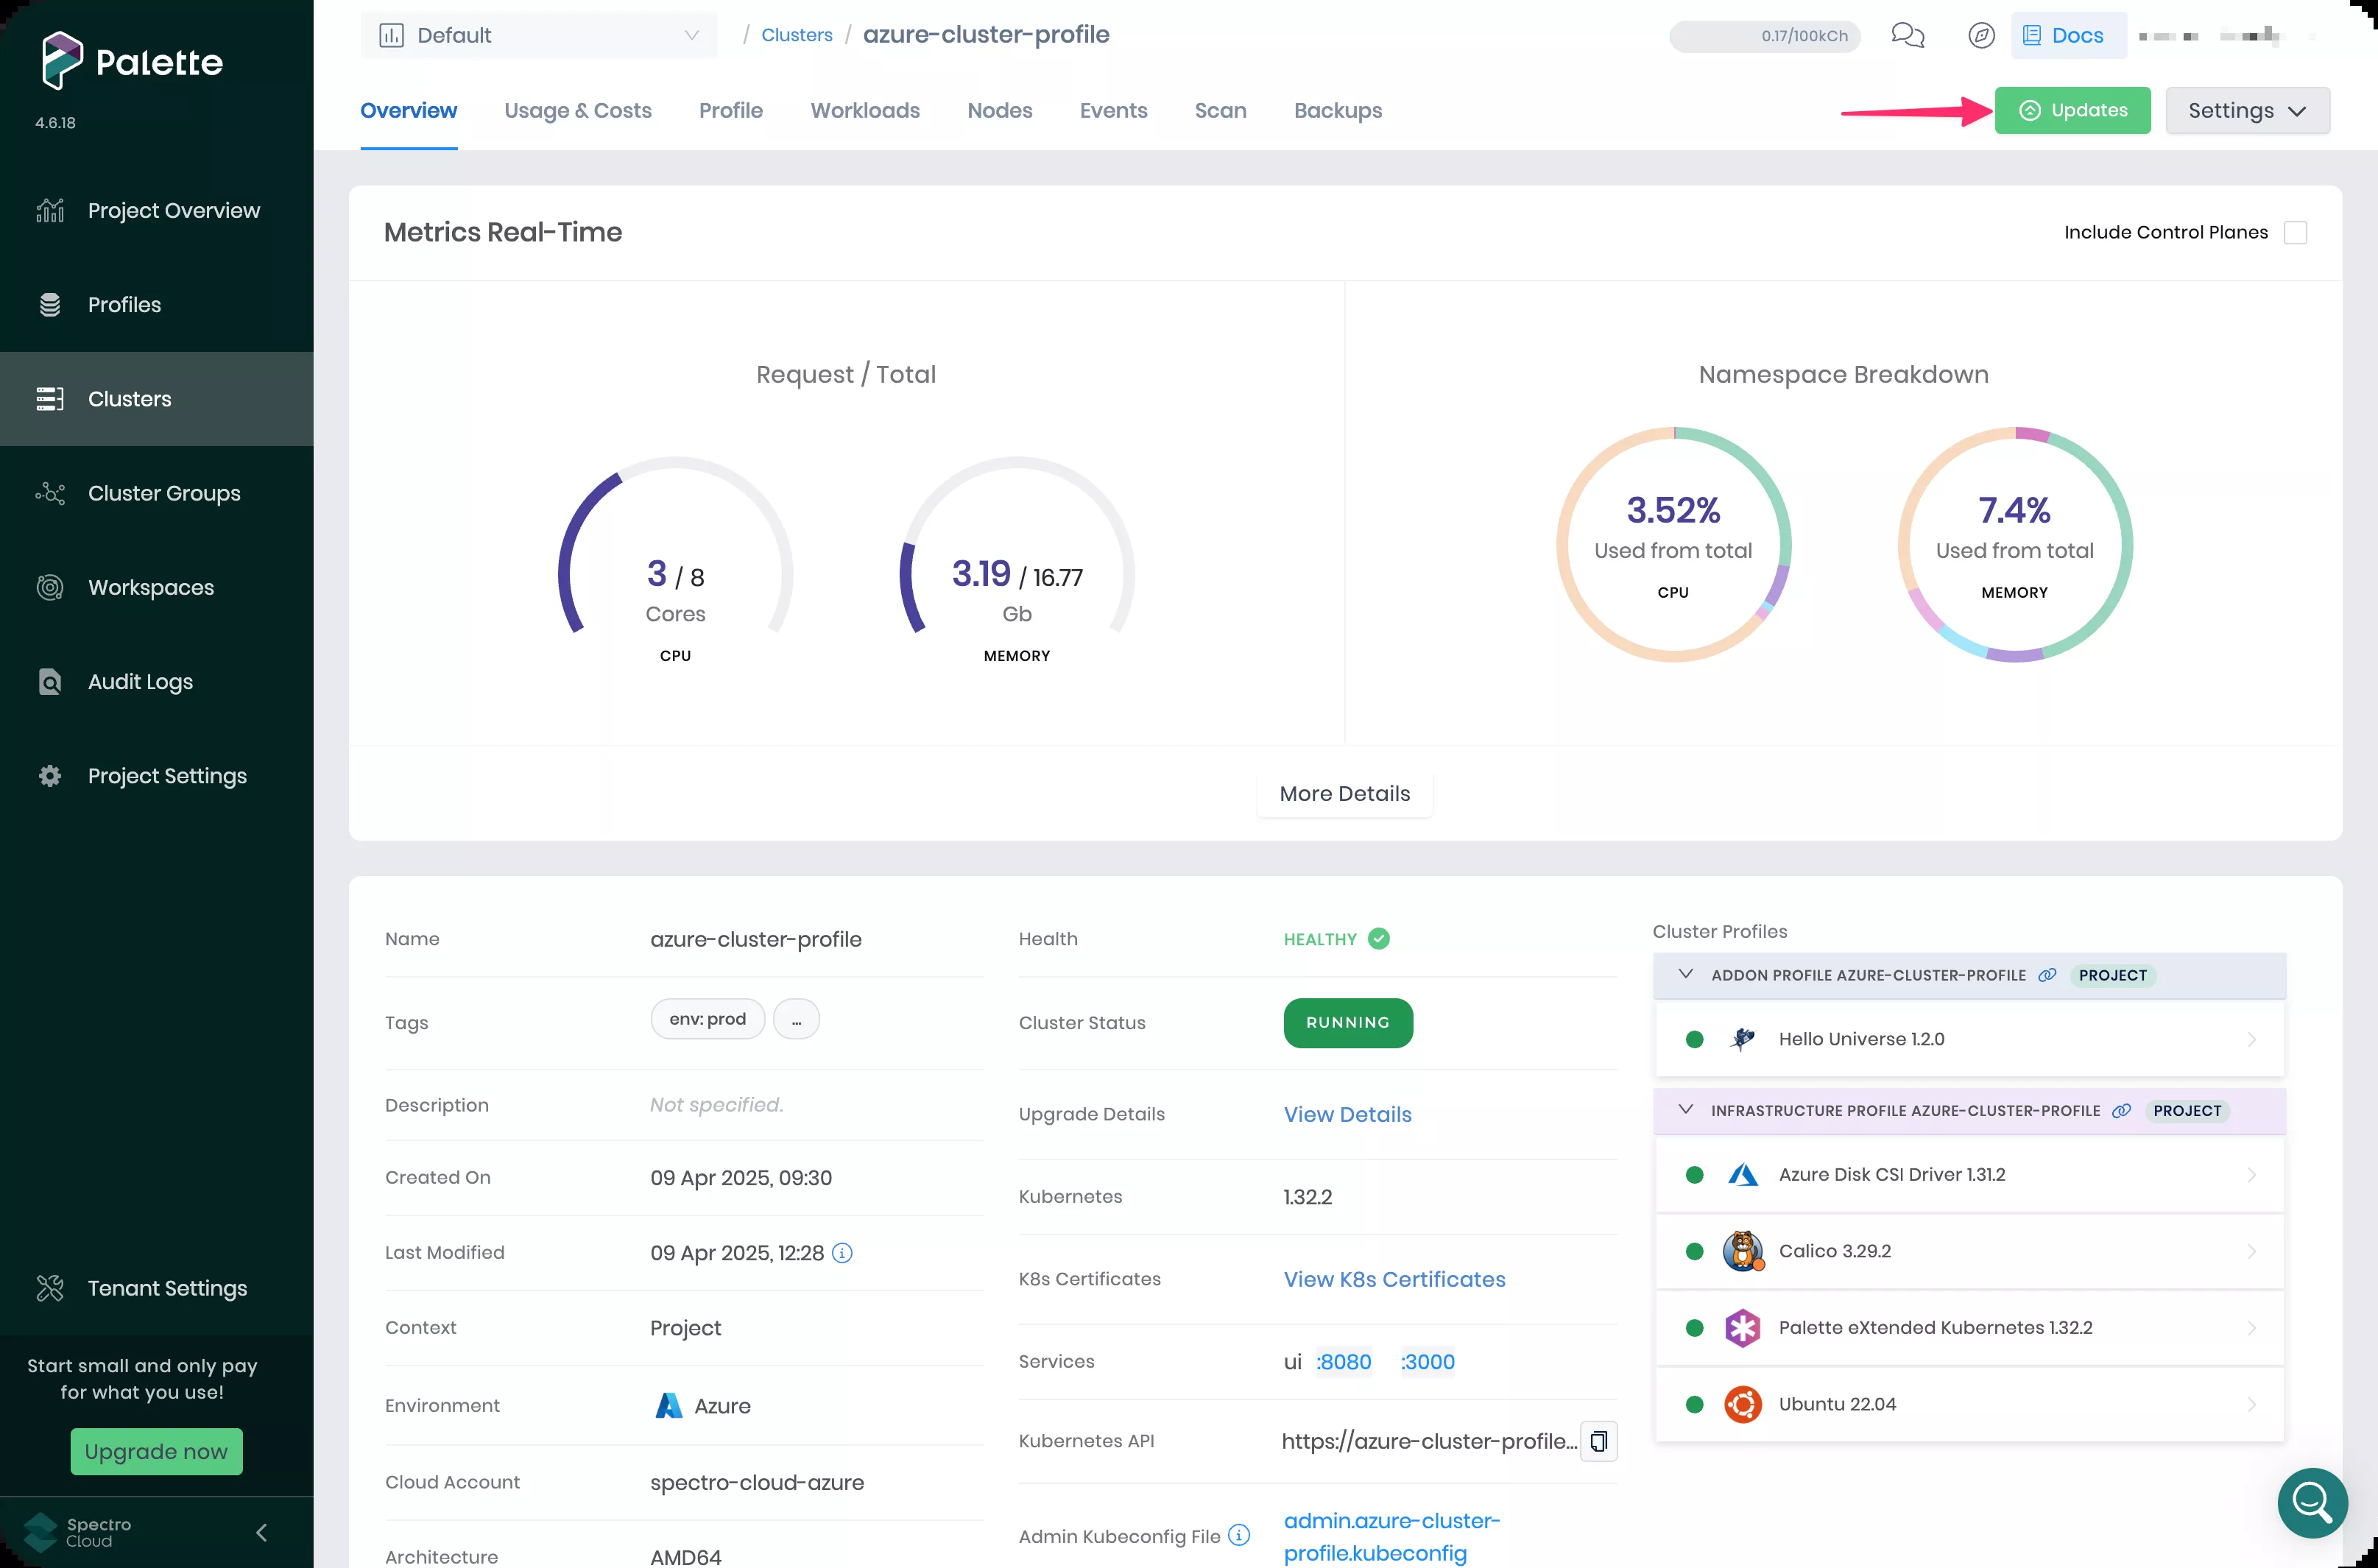 Palette
4.6.18
Project Overview
Profiles
Clusters
Cluster Groups
Workspaces
Audit Logs
Project Settings
Tenant Settings
Start small and only pay
for what you use!
Upgrade now
Spectro
Cloud
Default
/ Clusters / azure-cluster-profile
0.17/100kCh
Docs
Overview
Usage & Costs
Profile
Workloads
Nodes
Events
Scan
Backups
Updates
Settings
Metrics Real-Time
Include Control Planes
Request / Total
3 / 8
Cores
CPU
3.19 / 16.77
Gb
MEMORY
Namespace Breakdown
3.52%
Used from total
CPU
7.4%
Used from total
MEMORY
More Details
Name azure-cluster-profile
Tags env: prod ...
Description Not specified.
Created On 09 Apr 2025, 09:30
Last Modified 09 Apr 2025, 12:28
Context Project
Environment Azure
Cloud Account spectro-cloud-azure
Architecture AMD64
Health HEALTHY
Cluster Status RUNNING
Upgrade Details View Details
Kubernetes 1.32.2
K8s Certificates View K8s Certificates
Services ui :8080 :3000
Kubernetes API https://azure-cluster-profile...
Admin Kubeconfig File admin.azure-cluster-
profile.kubeconfig
Cluster Profiles
ADDON PROFILE AZURE-CLUSTER-PROFILE PROJECT
Hello Universe 1.2.0
INFRASTRUCTURE PROFILE AZURE-CLUSTER-PROFILE PROJECT
Azure Disk CSI Driver 1.31.2
Calico 3.29.2
Palette eXtended Kubernetes 1.32.2
Ubuntu 22.04